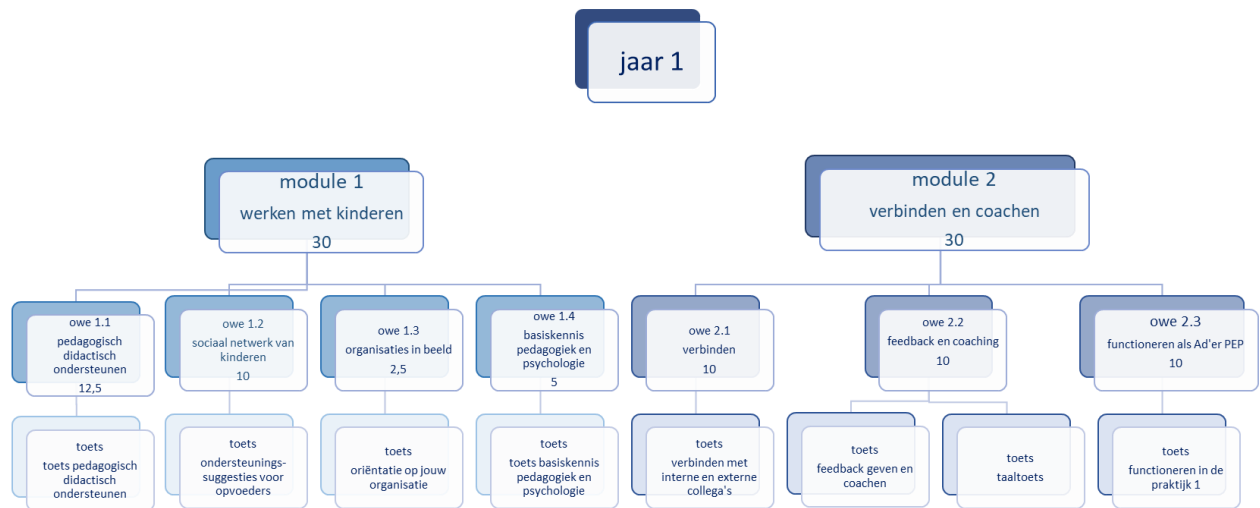 jaar 1
module 1
werken met kinderen
30
module 2
verbinden en coachen
30
owe 1.1
pedagogisch
didactisch
ondersteunen
12,5
owe 1.2
sociaal netwerk van
kinderen
10
owe 1.3
organisaties in beeld
2,5
owe 1.4
basiskennis
pedagogiek en
psychologie
5
owe 2.1
verbinden
10
owe 2.2
feedback en coaching
10
owe 2.3
functioneren als Ad'er PEP
10
toets
toets pedagogisch
didactisch
ondersteunen
toets
ondersteunings-
suggesties voor
opvoeders
toets
oriëntatie op jouw
organisatie
toets
toets basiskennis
pedagogiek en
psychologie
toets
verbinden met
interne en externe
collega's
toets
feedback geven en
coachen
toets
taaltoets
toets
functioneren in de
praktijk 1